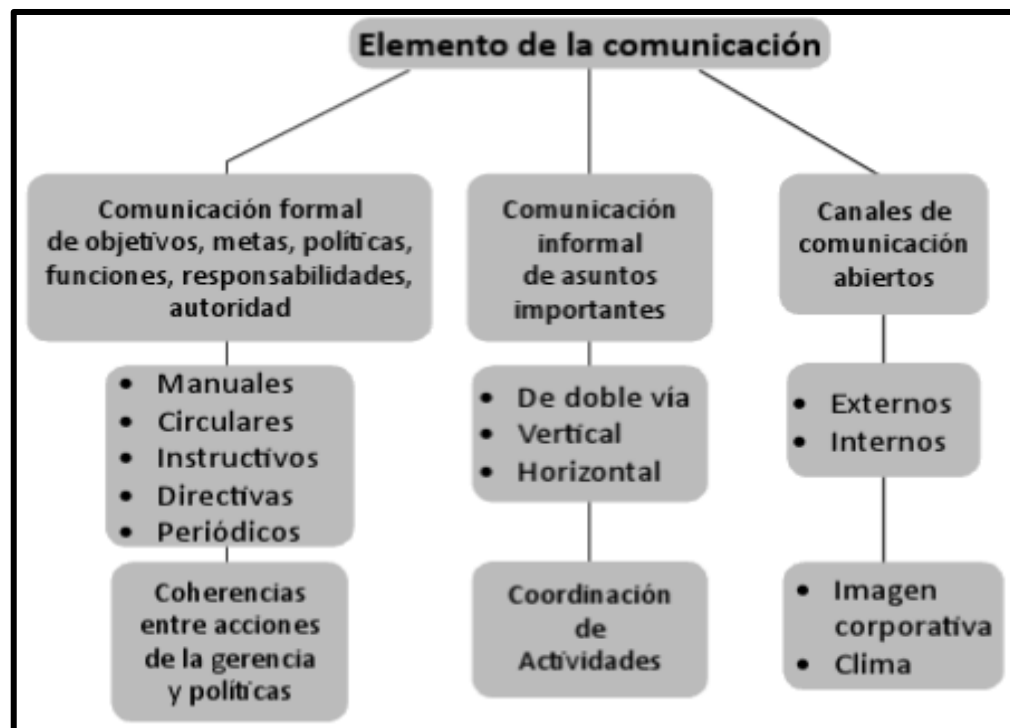 Elemento de la comunicación
Comunicación formal
de objetivos, metas, políticas,
funciones, responsabilidades,
autoridad
• Manuales
• Circulares
• Instructivos
• Directivas
• Periódicos
Coherencias
entre acciones
de la gerencia
y políticas
Comunicación
informal
de asuntos
importantes
• De doble vía
• Vertical
• Horizontal
Coordinación
de
Actividades
Canales de
comunicación
abiertos
• Externos
• Internos
• Imagen
corporativa
• Clima